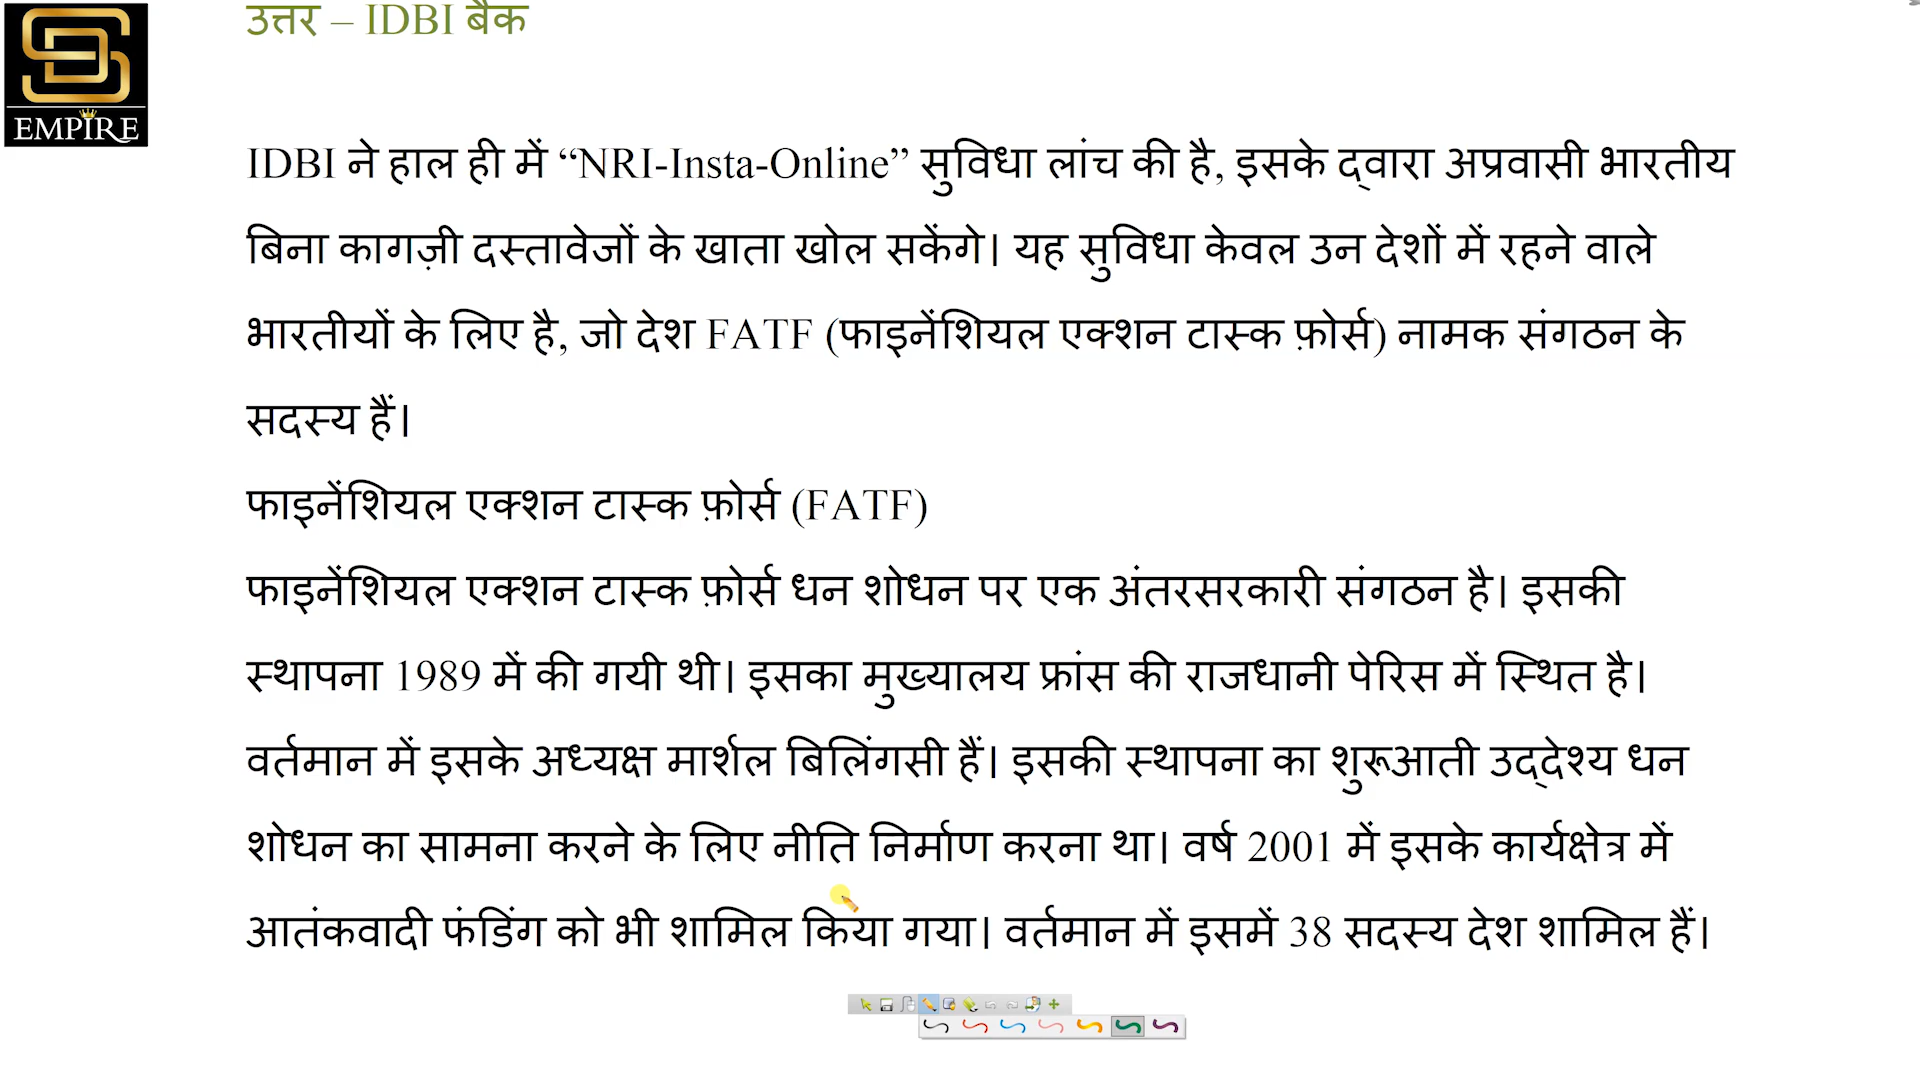 उत्तर – IDBI बैंक
SD
EMPIRE
IDBI ने हाल ही में “NRI-Insta-Online” सुविधा लांच की है, इसके द्वारा अप्रवासी भारतीय
बिना कागज़ी दस्तावेजों के खाता खोल सकेंगे। यह सुविधा केवल उन देशों में रहने वाले
भारतीयों के लिए है, जो देश FATF (फाइनेंशियल एक्शन टास्क फ़ोर्स) नामक संगठन के
सदस्य हैं।
फाइनेंशियल एक्शन टास्क फ़ोर्स (FATF)
फाइनेंशियल एक्शन टास्क फ़ोर्स धन शोधन पर एक अंतरसरकारी संगठन है। इसकी
स्थापना 1989 में की गयी थी। इसका मुख्यालय फ्रांस की राजधानी पेरिस में स्थित है।
वर्तमान में इसके अध्यक्ष मार्शल बिलिंगसी हैं। इसकी स्थापना का शुरूआती उद्देश्य धन
शोधन का सामना करने के लिए नीति निर्माण करना था। वर्ष 2001 में इसके कार्यक्षेत्र में
आतंकवादी फंडिंग को भी शामिल किया गया। वर्तमान में इसमें 38 सदस्य देश शामिल हैं।